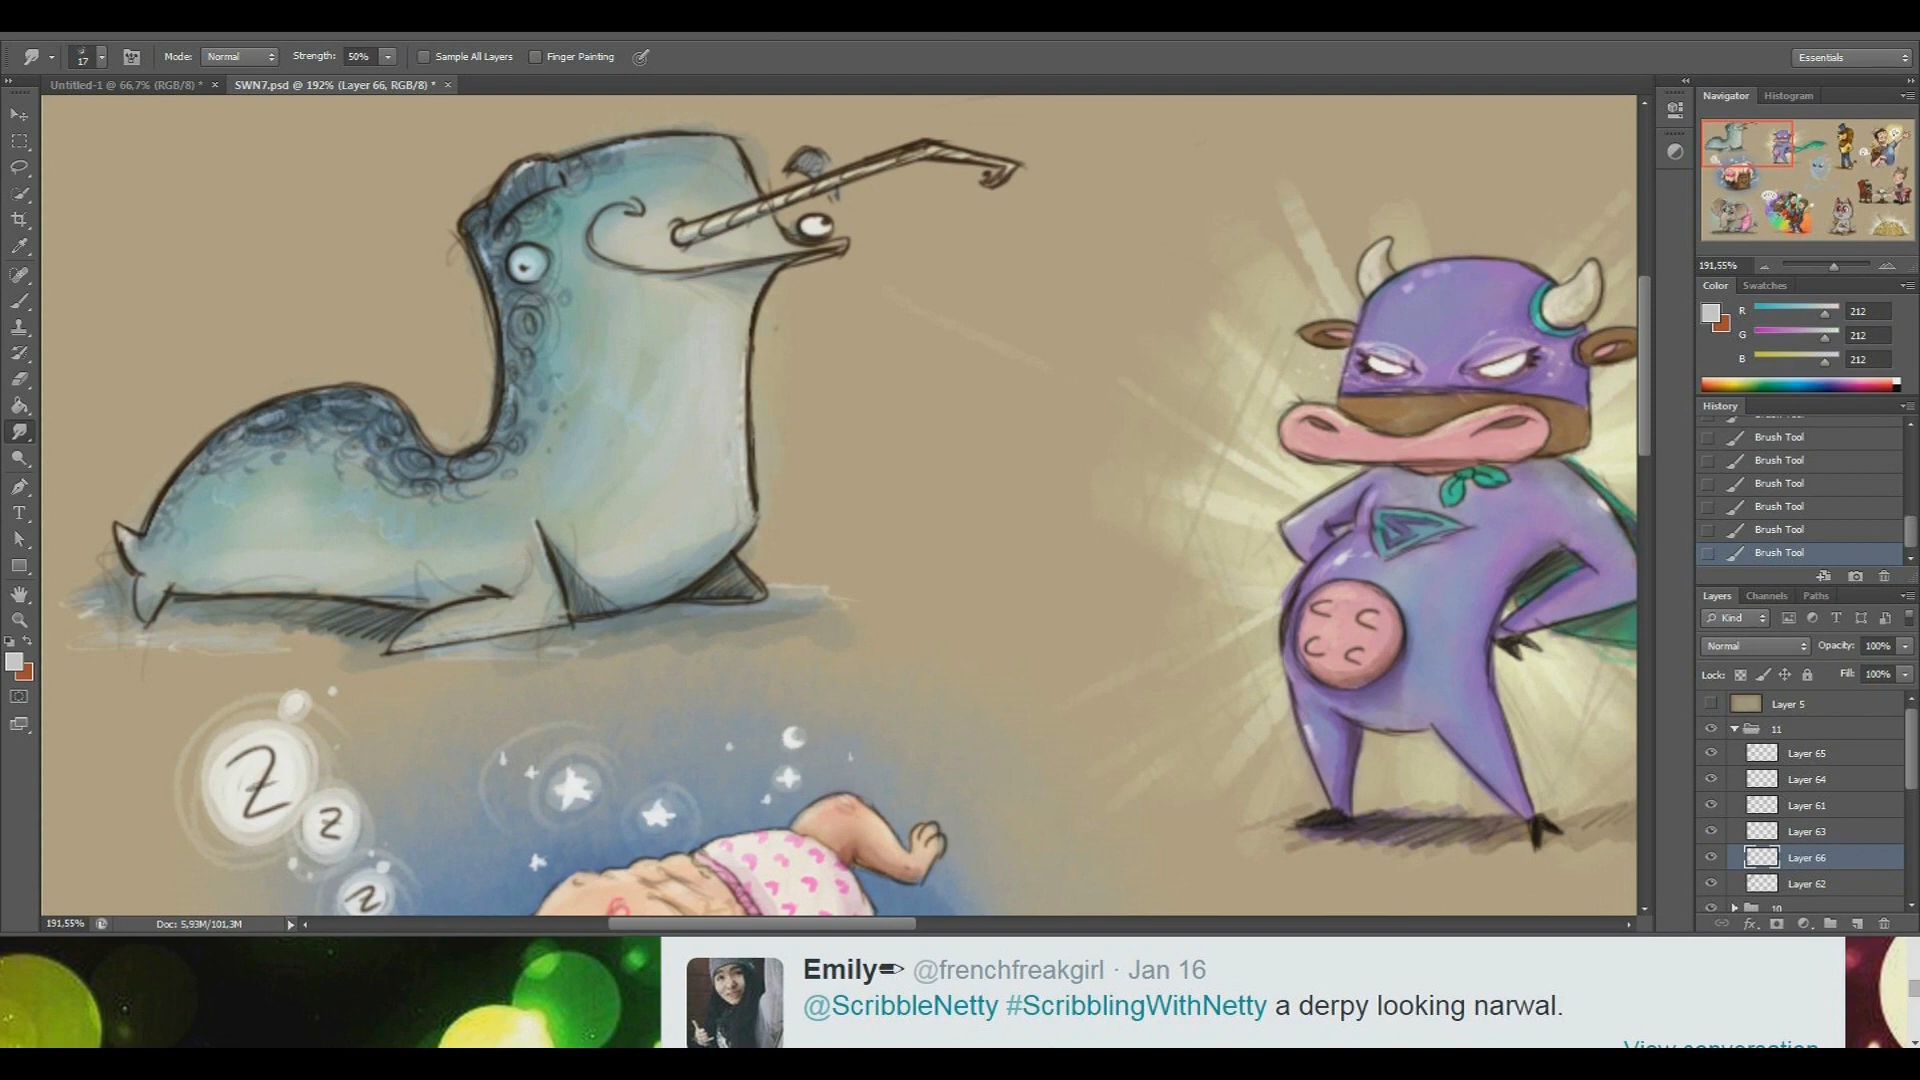 17
Mode:
Normal
Strength:
50%
Sample All Layers
Finger Painting
Essentials
Untitled-1 @ 66,7% (RGB/8) *
SWN7.psd @ 192% (Layer 66, RGB/8) *
Navigator
Histogram
191,55%
Color
Swatches
R
212
G
212
B
212
History
Brush Tool
Brush Tool
Brush Tool
Brush Tool
Brush Tool
Brush Tool
Layers
Channels
Paths
Kind
Normal
Opacity:
100%
Lock:
Fill:
100%
Layer 5
11
Layer 65
Layer 64
Layer 61
Layer 63
Layer 66
Layer 62
10
Z
Z
Z
191,55%
Doc: 5,93M/101,3M
Emily✏ @frenchfreakgirl · Jan 16
@ScribbleNetty #ScribblingWithNetty a derpy looking narwal.
View conversation